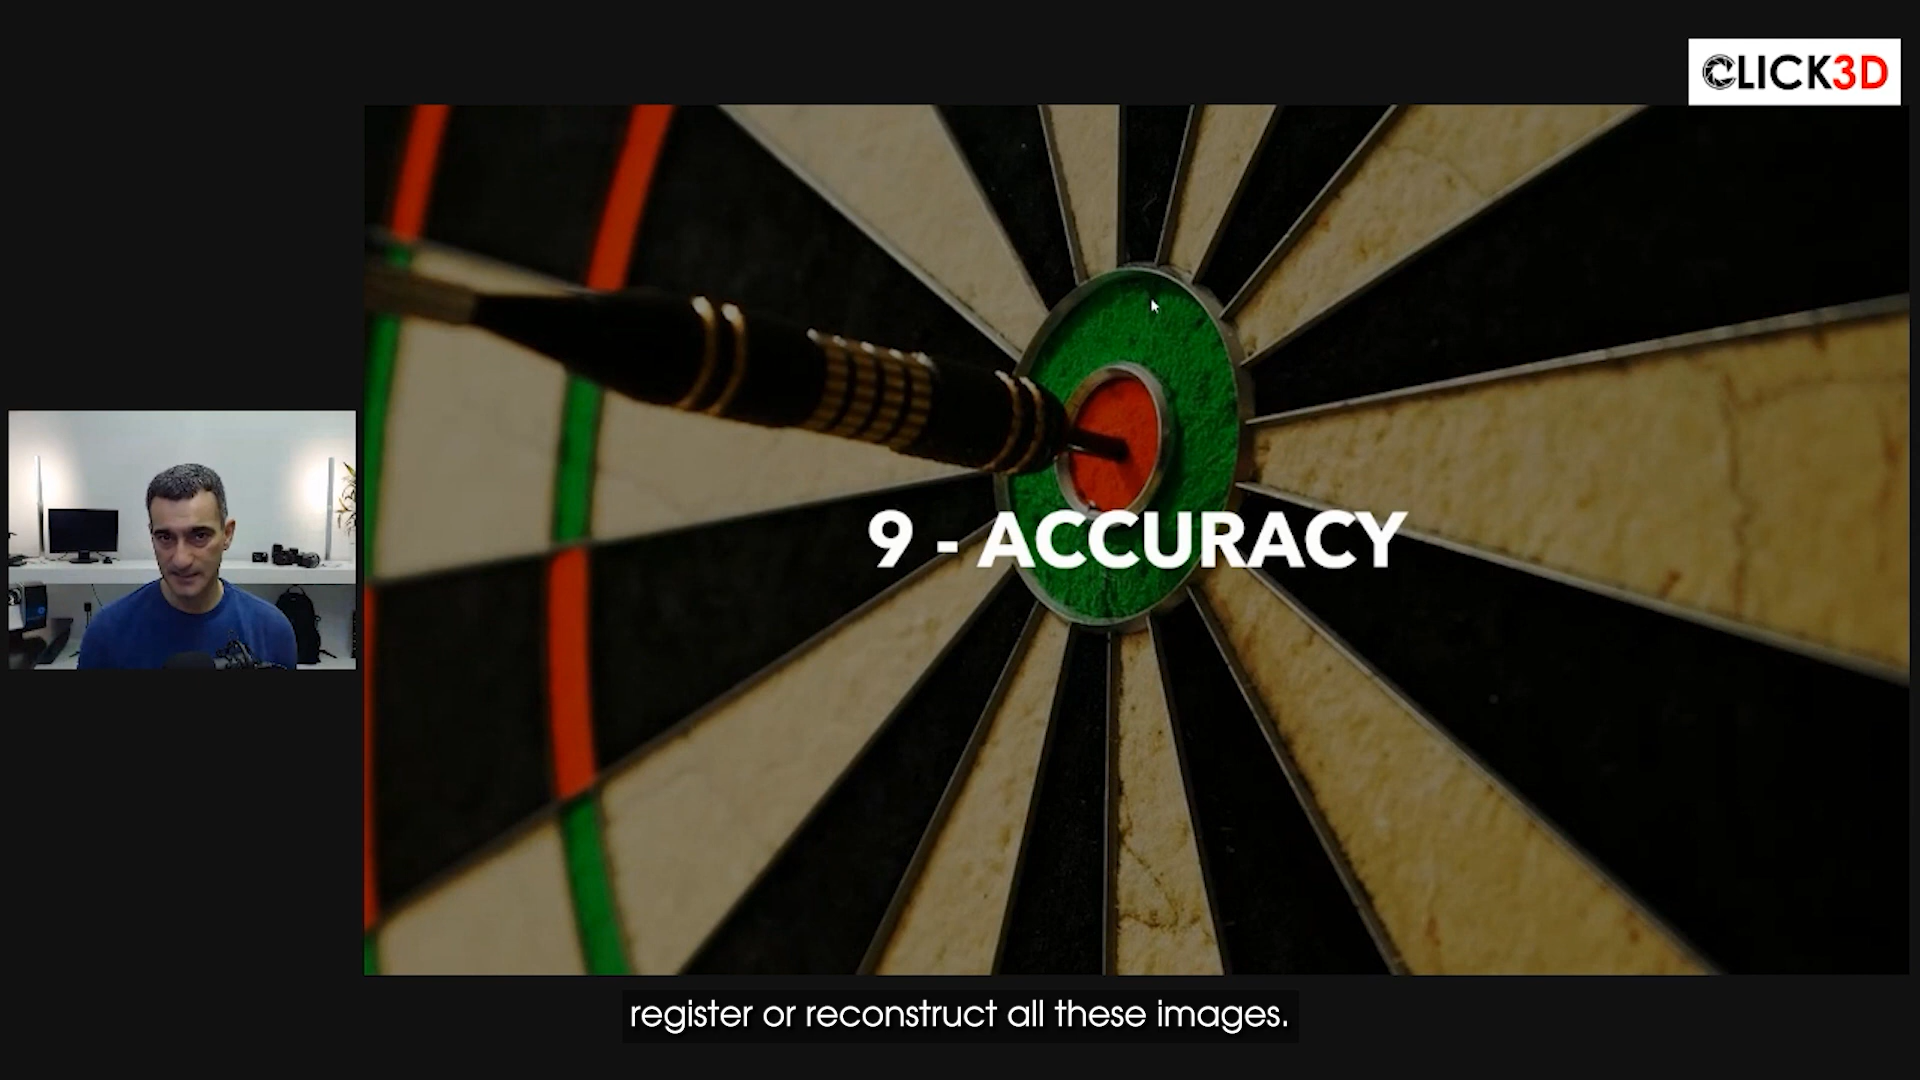 CLICK3D
9 - ACCURACY
register or reconstruct all these images.